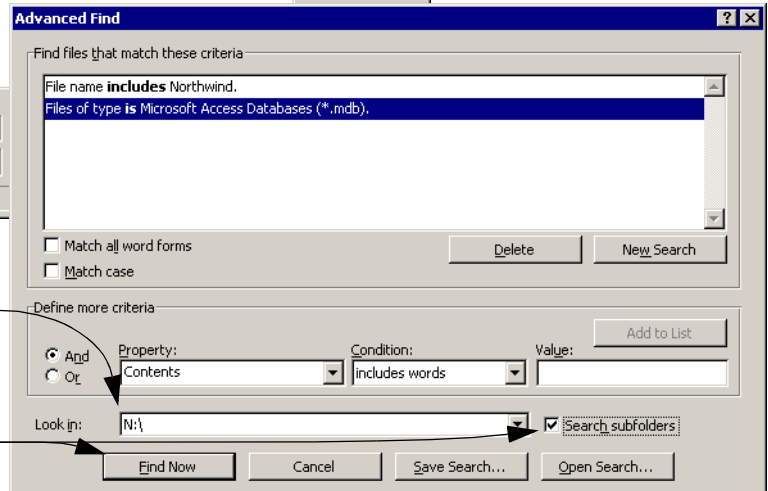 Advanced Find
Find files that match these criteria
File name includes Northwind.
Files of type is Microsoft Access Databases (*.mdb).
Match all word forms
Match case
Delete
New Search
Define more criteria
Add to List
And
Or
Property:
Condition:
Value:
Contents
includes words
Look in:
N:\
Search subfolders
Find Now
Cancel
Save Search...
Open Search...